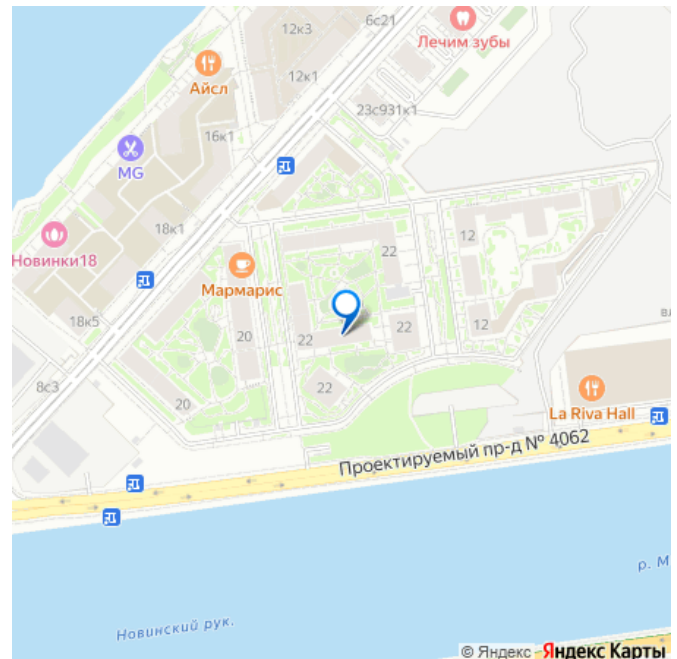 12к3
6с21
Лечим зубы
Айсл
12к1
23с931к1
16к1
MG
18к1
12
22
Новинки18
Мармарис
18к5
22
22
12
20
8с3
22
20
La Riva Hall
Проектируемый пр-д № 4062
р. М
Новинский рук.
© Яндекс Яндекс Карты